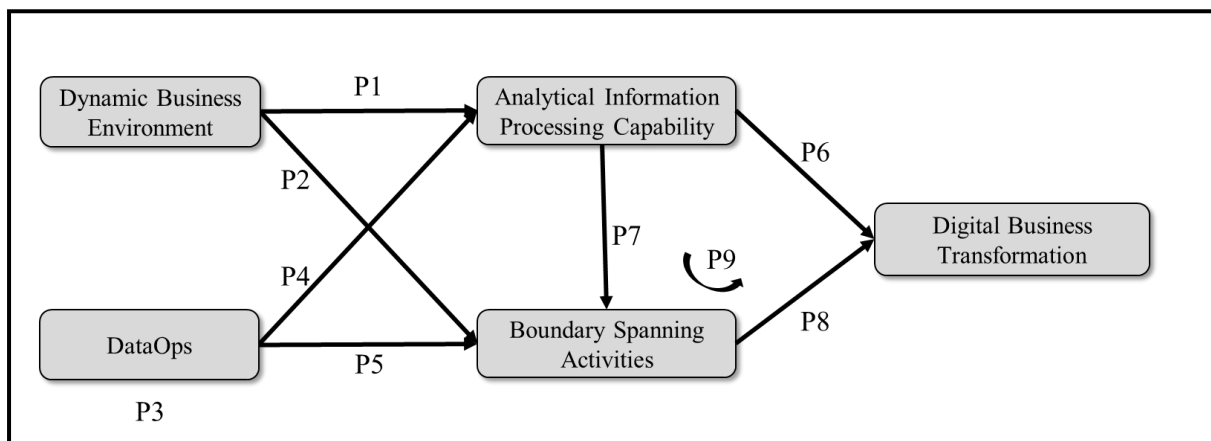 P1
Dynamic Business
Environment
Analytical Information
Processing Capability
P2
P6
Digital Business
Transformation
P7
P9
P4
DataOps
P5
Boundary Spanning
Activities
P8
P3